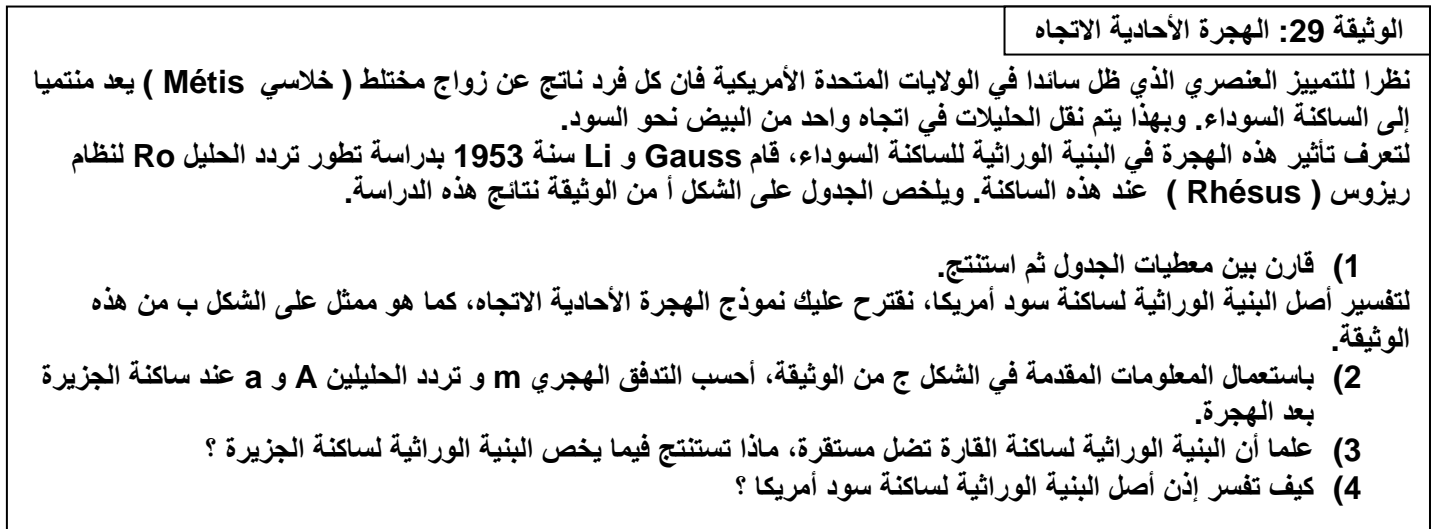 الوثيقة 29: الهجرة الأحادية الاتجاه
نظرا للتمييز العنصري الذي ظل سائدا في الولايات المتحدة الأمريكية فان كل فرد ناتج عن زواج مختلط ( خلاسي Métis ) يعد منتميا
إلى الساكنة السوداء. وبهذا يتم نقل الحليلات في اتجاه واحد من البيض نحو السود.
لتعرف تأثير هذه الهجرة في البنية الوراثية للساكنة السوداء، قام Gauss و Li سنة 1953 بدراسة تطور تردد الحليل Ro لنظام
ريزوس ( Rhésus ) عند هذه الساكنة. ويلخص الجدول على الشكل أ من الوثيقة نتائج هذه الدراسة.
1) قارن بين معطيات الجدول ثم استنتج.
لتفسير أصل البنية الوراثية لساكنة سود أمريكا، نقترح عليك نموذج الهجرة الأحادية الاتجاه، كما هو ممثل على الشكل ب من هذه
الوثيقة.
2) باستعمال المعلومات المقدمة في الشكل ج من الوثيقة، أحسب التدفق الهجري m و تردد الحليلين A و a عند ساكنة الجزيرة
بعد الهجرة.
3) علما أن البنية الوراثية لساكنة القارة تضل مستقرة، ماذا تستنتج فيما يخص البنية الوراثية لساكنة الجزيرة ؟
4) كيف تفسر إذن أصل البنية الوراثية لساكنة سود أمريكا ؟